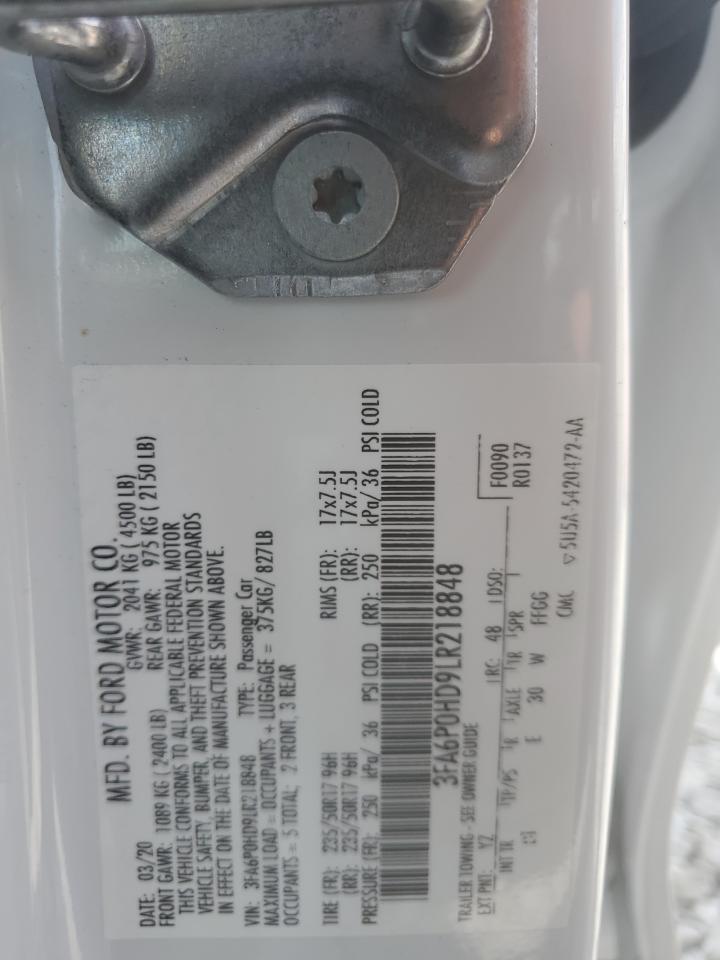 MFD. BY FORD MOTOR CO.
DATE: 03/20 GVWR: 2041 KG ( 4500 LB)
FRONT GAWR: 1089 KG ( 2400 LB) REAR GAWR: 975 KG ( 2150 LB)
THIS VEHICLE CONFORMS TO ALL APPLICABLE FEDERAL MOTOR
VEHICLE SAFETY, BUMPER, AND THEFT PREVENTION STANDARDS
IN EFFECT ON THE DATE OF MANUFACTURE SHOWN ABOVE.
VIN: 3FA6P0HD9LR218848 TYPE: Passenger Car
MAXIMUM LOAD = OCCUPANTS + LUGGAGE = 375KG/ 827LB
OCCUPANTS = 5 TOTAL; 2 FRONT, 3 REAR
TIRE (FR): 235/50R17 96H RIMS (FR): 17x7.5J
(RR): 235/50R17 96H (RR): 17x7.5J
PRESSURE (FR): 250 kPa/ 36 PSI COLD (RR): 250 kPa/ 36 PSI COLD
3FA6P0HD9LR218848
TRAILER TOWING - SEE OWNER GUIDE
F0090
EXT PNT: YZ RC: 48 DSO: R0137
INT TR TP/PS R AXLE TR SPR
E 30 W FFGG
CMC ▽5U5A-5420472-AA